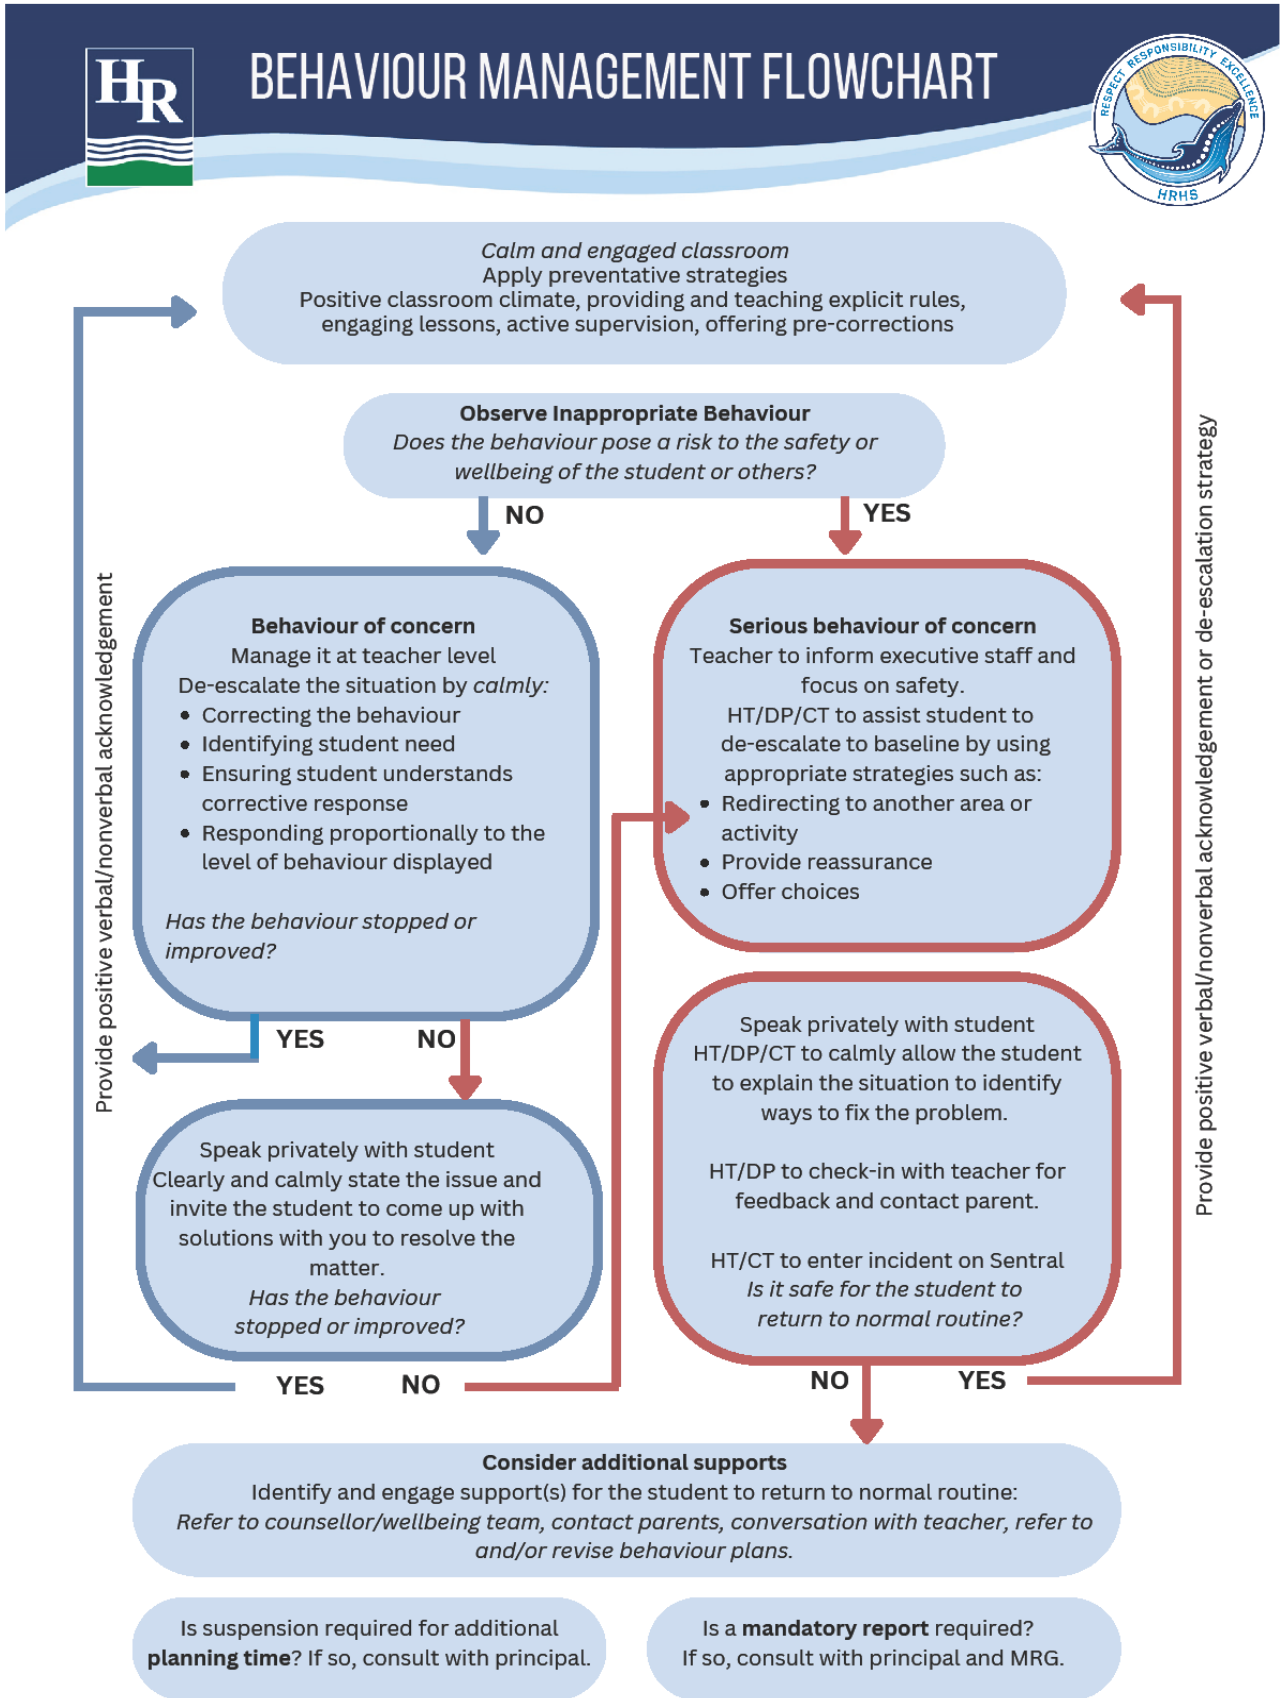 HR
BEHAVIOUR MANAGEMENT FLOWCHART
RESPECT RESPONSIBILITY EXCELLENCE
HRHS
Calm and engaged classroom
Apply preventative strategies
Positive classroom climate, providing and teaching explicit rules,
engaging lessons, active supervision, offering pre-corrections
Observe Inappropriate Behaviour
Does the behaviour pose a risk to the safety or
wellbeing of the student or others?
NO
YES
Provide positive verbal/nonverbal acknowledgement
Behaviour of concern
Manage it at teacher level
De-escalate the situation by calmly:
• Correcting the behaviour
• Identifying student need
• Ensuring student understands
corrective response
• Responding proportionally to the
level of behaviour displayed
Has the behaviour stopped or
improved?
YES
NO
Speak privately with student
Clearly and calmly state the issue and
invite the student to come up with
solutions with you to resolve the
matter.
Has the behaviour
stopped or improved?
YES
NO
Serious behaviour of concern
Teacher to inform executive staff and
focus on safety.
HT/DP/CT to assist student to
de-escalate to baseline by using
appropriate strategies such as:
• Redirecting to another area or
activity
• Provide reassurance
• Offer choices
Speak privately with student
HT/DP/CT to calmly allow the student
to explain the situation to identify
ways to fix the problem.
HT/DP to check-in with teacher for
feedback and contact parent.
HT/CT to enter incident on Sentral
Is it safe for the student to
return to normal routine?
NO
YES
Provide positive verbal/nonverbal acknowledgement or de-escalation strategy
Consider additional supports
Identify and engage support(s) for the student to return to normal routine:
Refer to counsellor/wellbeing team, contact parents, conversation with teacher, refer to
and/or revise behaviour plans.
Is suspension required for additional
planning time? If so, consult with principal.
Is a mandatory report required?
If so, consult with principal and MRG.